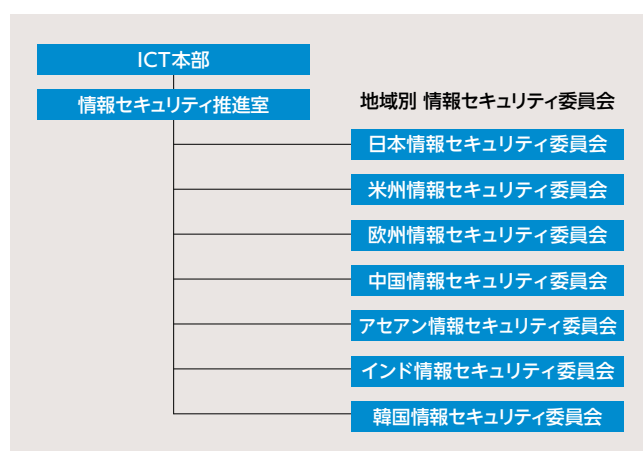 ICT本部
情報セキュリティ推進室
地域別 情報セキュリティ委員会
日本情報セキュリティ委員会
米州情報セキュリティ委員会
欧州情報セキュリティ委員会
中国情報セキュリティ委員会
アセアン情報セキュリティ委員会
インド情報セキュリティ委員会
韓国情報セキュリティ委員会